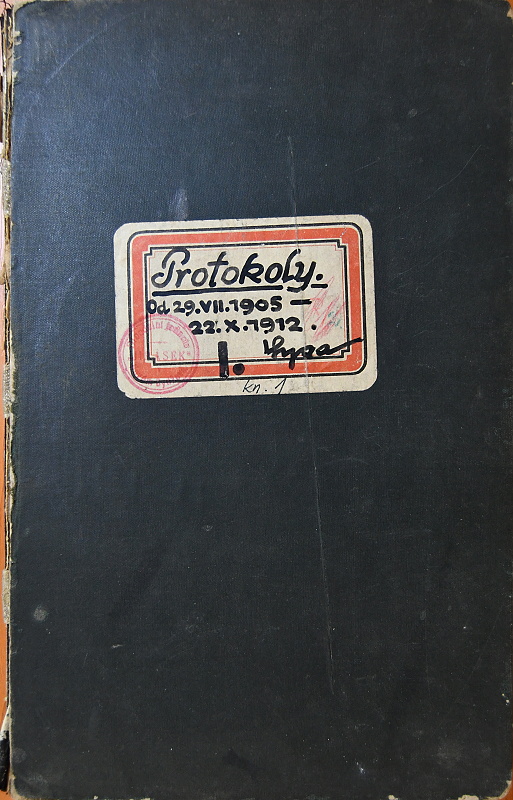 Protokoly.
Od 29.VII.1905 —
22.X.1912.
I.
kn. 1